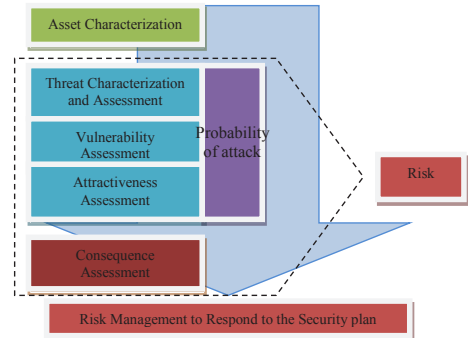 Asset Characterization
Threat Characterization
and Assessment
Vulnerability
Assessment
Attractiveness
Assessment
Probability
of attack
Risk
Consequence
Assessment
Risk Management to Respond to the Security plan